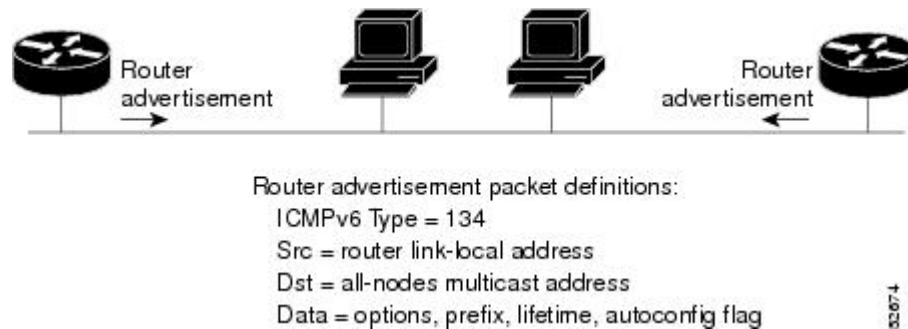 Router
advertisement
Router
advertisement
Router advertisement packet definitions:
ICMPv6 Type = 134
Src = router link-local address
Dst = all-nodes multicast address
Data = options, prefix, lifetime, autoconfig flag
52674